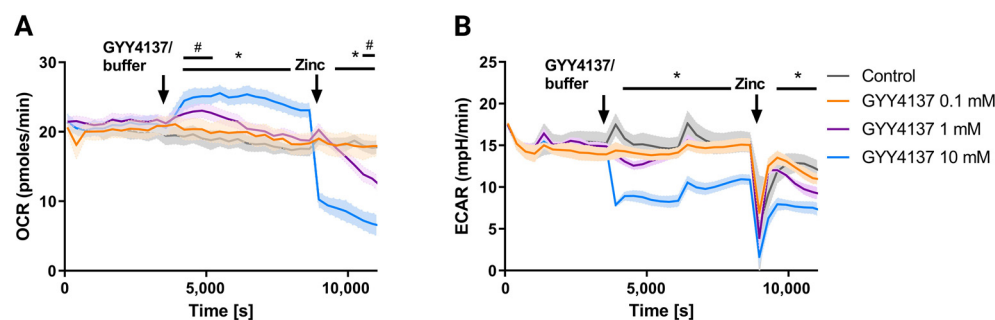 A
GYY4137/
buffer
#
*
Zinc
*
#
OCR (pmoles/min)
30
20
10
0
0
5,000
10,000
Time [s]
B
GYY4137/
buffer
*
Zinc
*
ECAR (mpH/min)
25
20
15
10
5
0
0
5,000
10,000
Time [s]
Control
GYY4137 0.1 mM
GYY4137 1 mM
GYY4137 10 mM